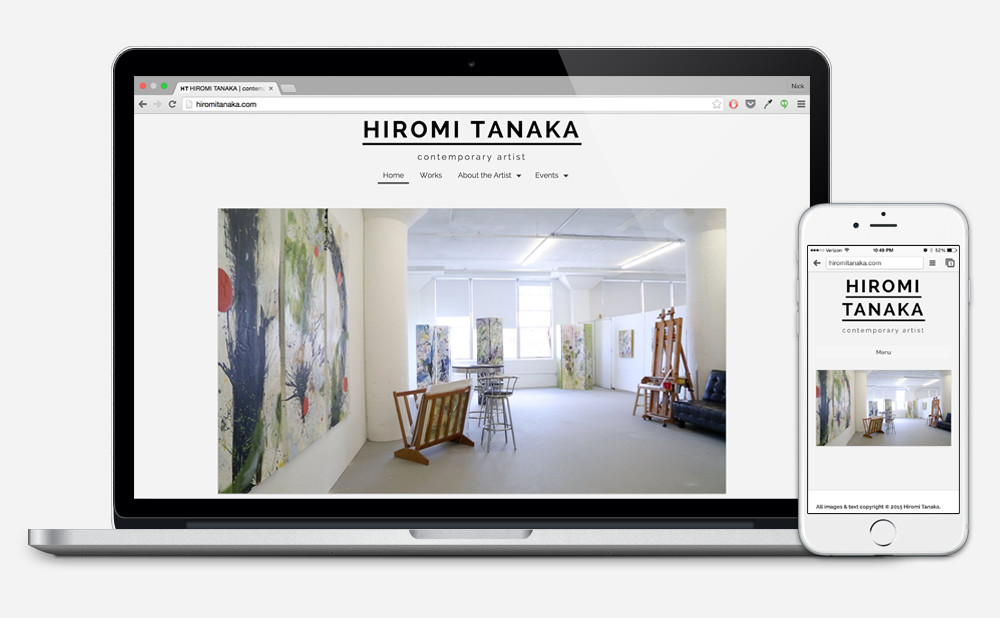 HT HIROMI TANAKA | contem
Nick
hiromitanaka.com
HIROMI TANAKA
contemporary artist
Home Works About the Artist Events
Verizon 10:49 PM 52%
hiromitanaka.com
HIROMI
TANAKA
contemporary artist
Menu
All images & text copyright © 2015 Hiromi Tanaka.